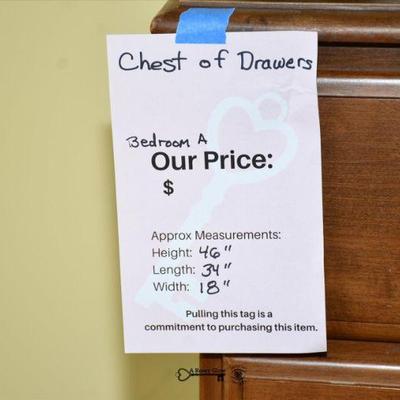 Chest of Drawers
Bedroom A
Our Price:
$
Approx Measurements:
Height: 46"
Length: 34"
Width: 18"
Pulling this tag is a
commitment to purchasing this item.